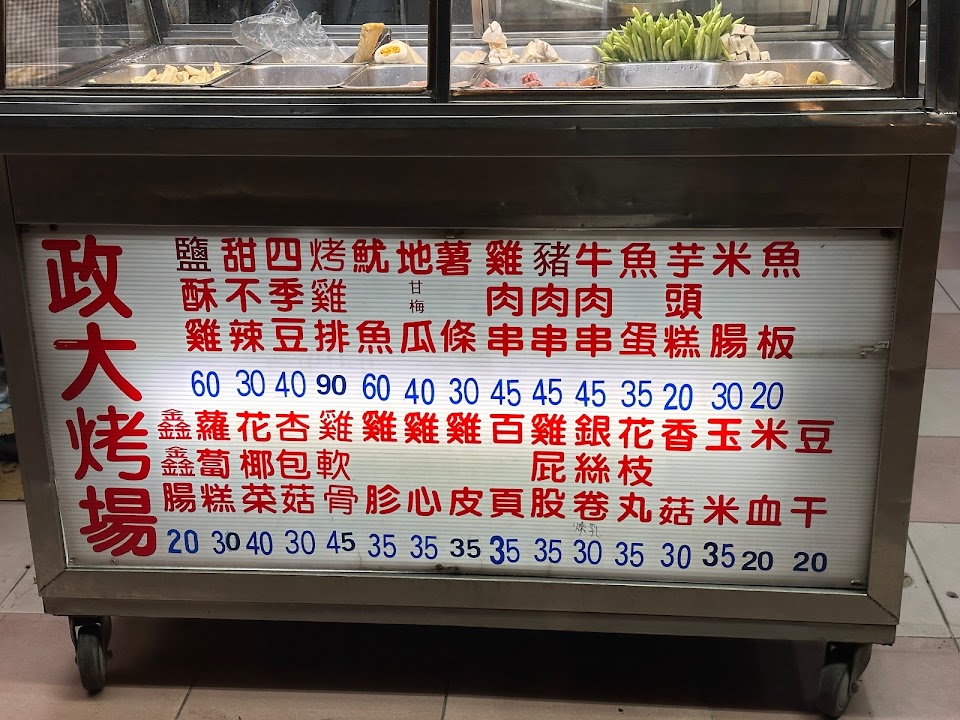 政大烤場
鹽酥雞 60
甜不辣 30
四季豆 40
烤雞排 90
魷魚 60
地甘梅瓜 40
薯條 30
雞肉串 45
豬肉串 45
牛肉串 45
魚蛋 35
芋頭糕 20
米腸 30
魚板 20
鑫鑫腸 20
蘿蔔糕 30
花椰菜 40
杏包菇 30
雞軟骨 45
雞胗 35
雞心 35
雞皮 35
百頁 35
雞屁股 35
銀絲卷 煉乳 30
花枝丸 35
香菇 30
玉米 35
米血 20
豆干 20